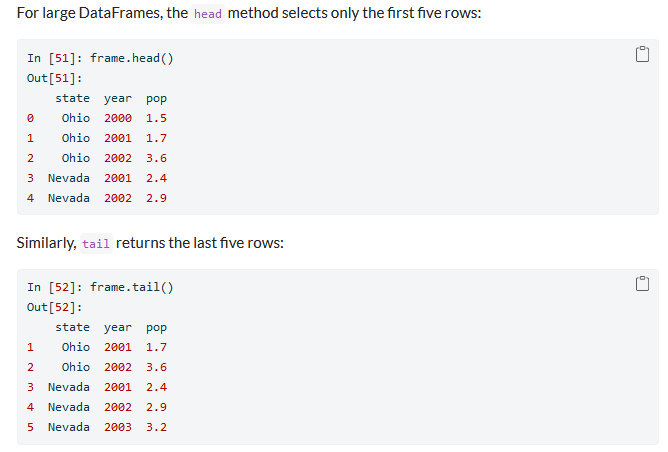 For large DataFrames, the head method selects only the first five rows:
In [51]: frame.head()
Out[51]:
    state  year  pop
0    Ohio  2000  1.5
1    Ohio  2001  1.7
2    Ohio  2002  3.6
3  Nevada  2001  2.4
4  Nevada  2002  2.9
Similarly, tail returns the last five rows:
In [52]: frame.tail()
Out[52]:
    state  year  pop
1    Ohio  2001  1.7
2    Ohio  2002  3.6
3  Nevada  2001  2.4
4  Nevada  2002  2.9
5  Nevada  2003  3.2